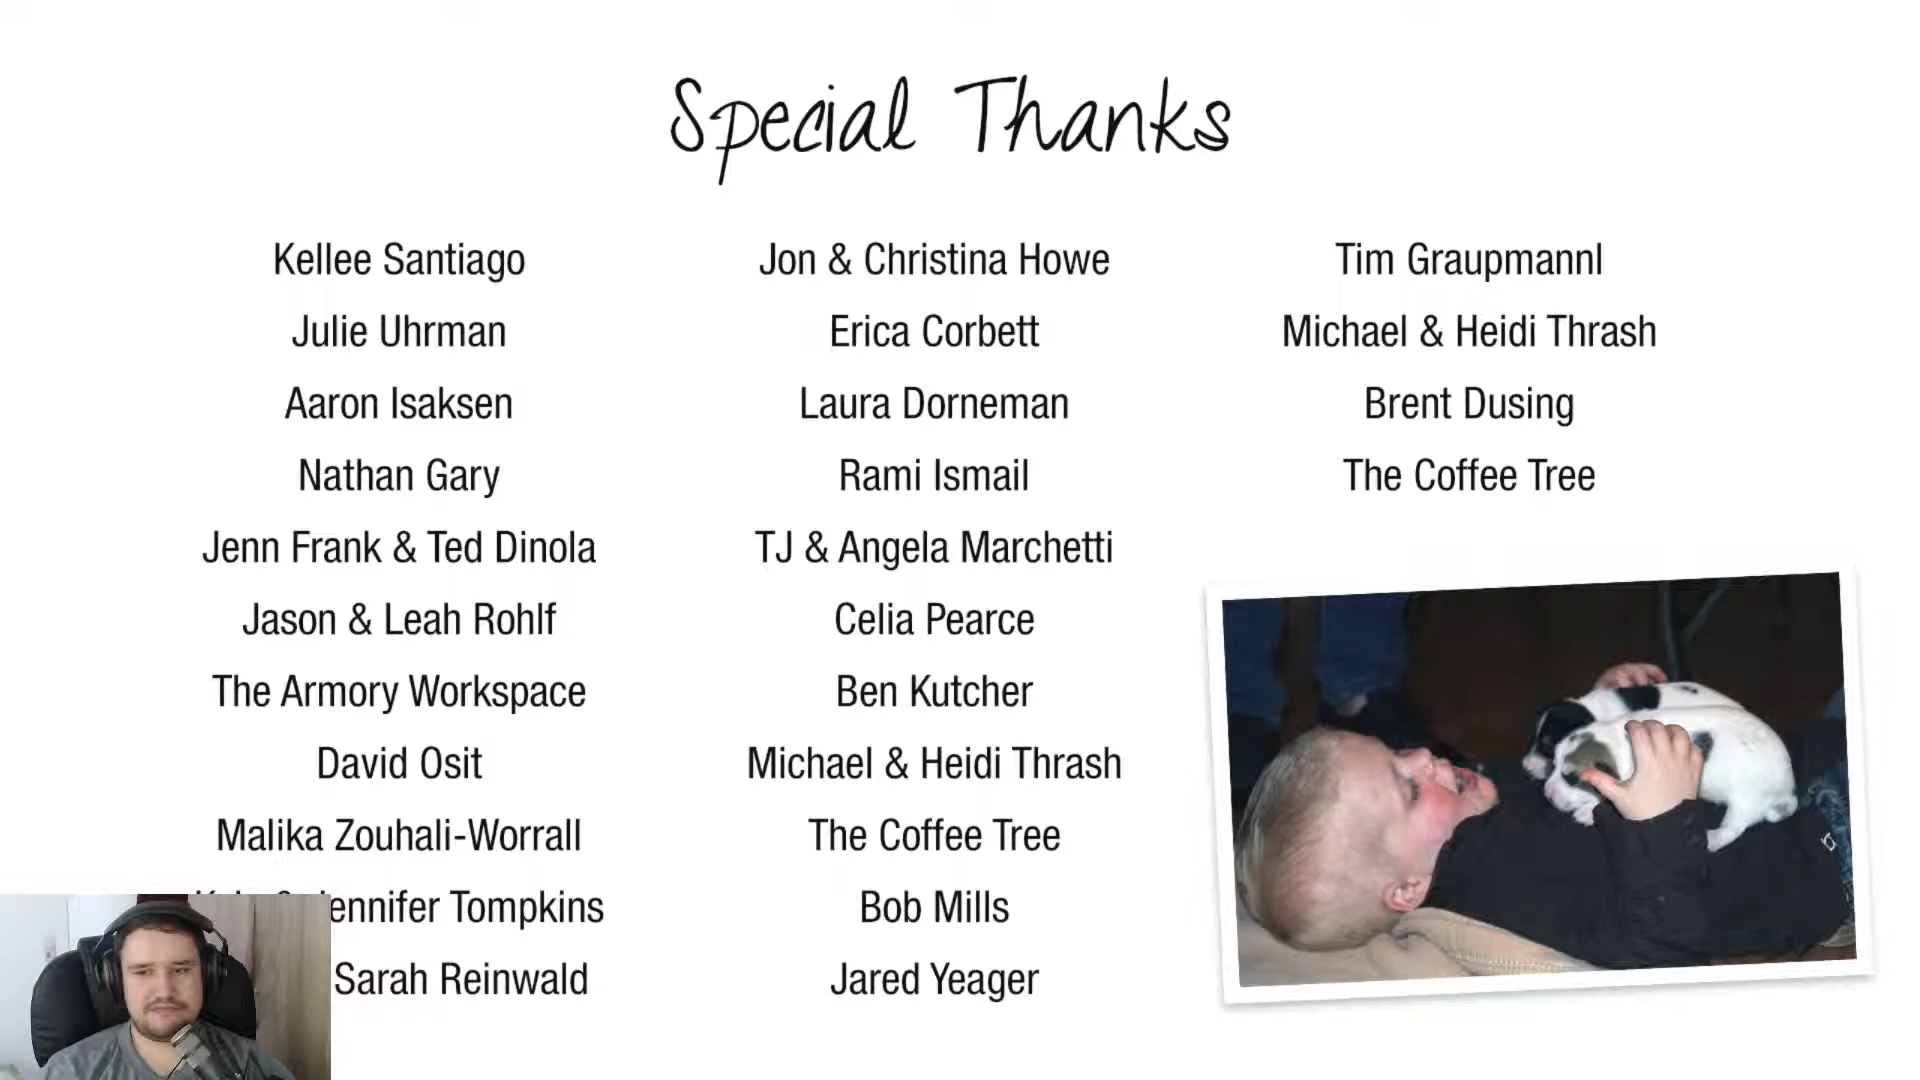 Special Thanks
Kellee Santiago
Julie Uhrman
Aaron Isaksen
Nathan Gary
Jenn Frank & Ted Dinola
Jason & Leah Rohlf
The Armory Workspace
David Osit
Malika Zouhali-Worrall
ennifer Tompkins
Sarah Reinwald
Jon & Christina Howe
Erica Corbett
Laura Dorneman
Rami Ismail
TJ & Angela Marchetti
Celia Pearce
Ben Kutcher
Michael & Heidi Thrash
The Coffee Tree
Bob Mills
Jared Yeager
Tim Graupmannl
Michael & Heidi Thrash
Brent Dusing
The Coffee Tree